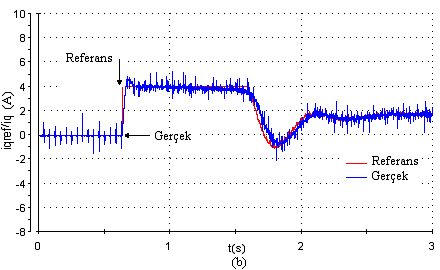 10
8
6
4
2
0
-2
-4
-6
-8
iqref/iq (A)
Referans
Gerçek
Referans
Gerçek
0
1
2
3
t(s)
(b)